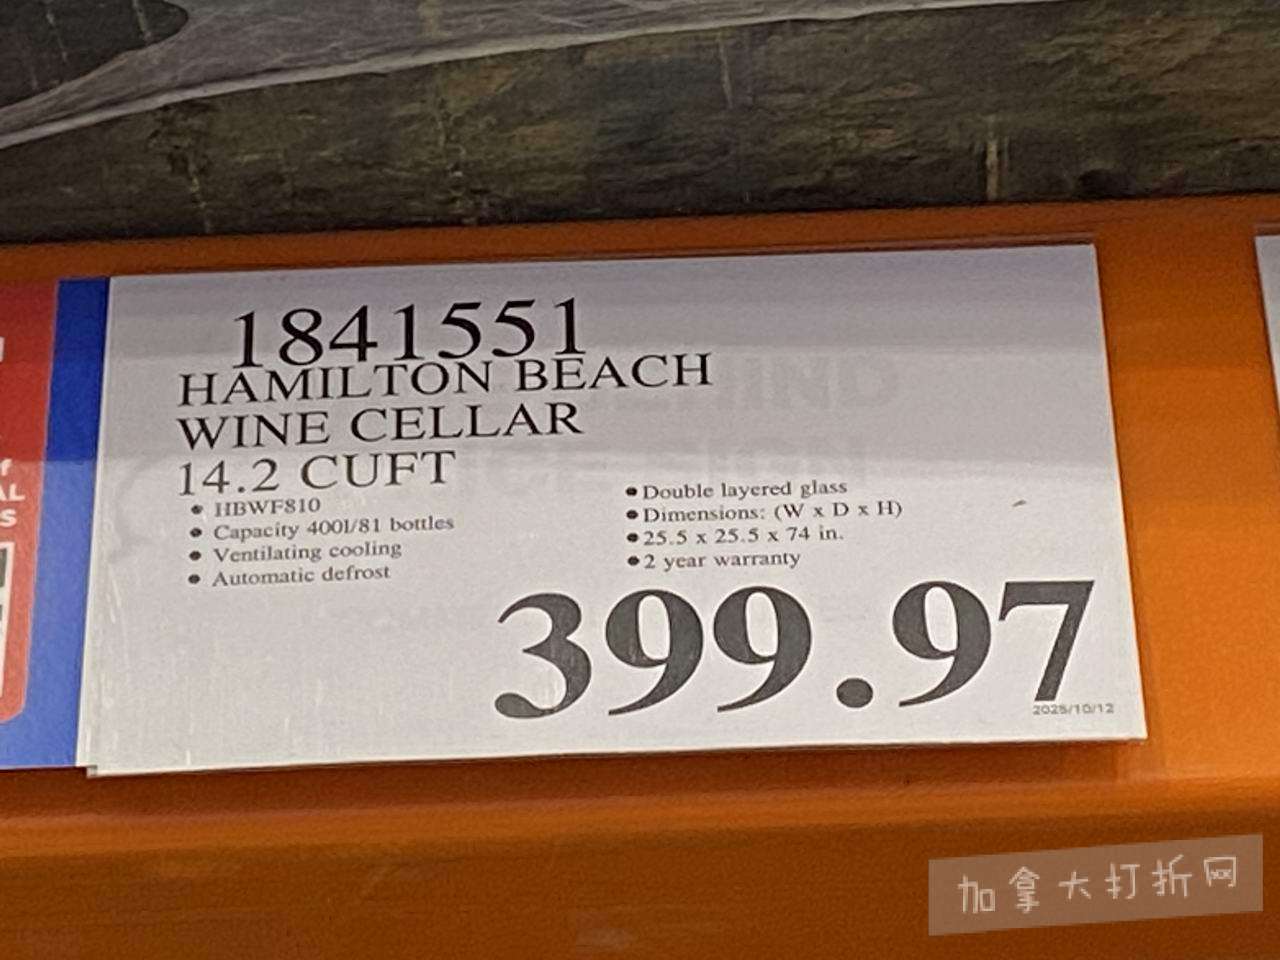 1841551
HAMILTON BEACH
WINE CELLAR
14.2 CUFT
• HBWF810
• Capacity 400l/81 bottles
• Ventilating cooling
• Automatic defrost
• Double layered glass
• Dimensions: (W x D x H)
• 25.5 x 25.5 x 74 in.
• 2 year warranty
399.97
2025/10/12
AL
S
加拿大打折网